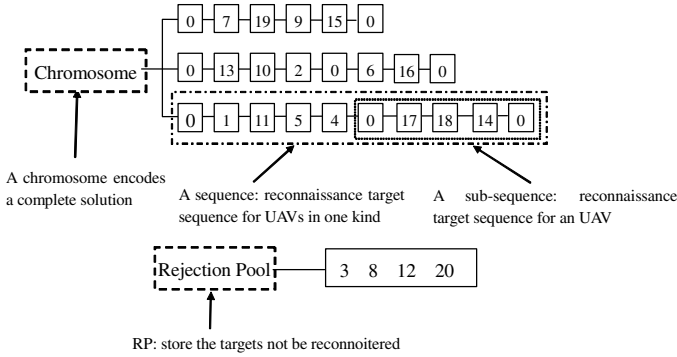 0 7 19 9 15 0
Chromosome
0 13 10 2 0 6 16 0
0 1 11 5 4 0 17 18 14 0
A chromosome encodes
a complete solution
A sequence: reconnaissance target
sequence for UAVs in one kind
A sub-sequence: reconnaissance
target sequence for an UAV
Rejection Pool
3 8 12 20
RP: store the targets not be reconnoitered